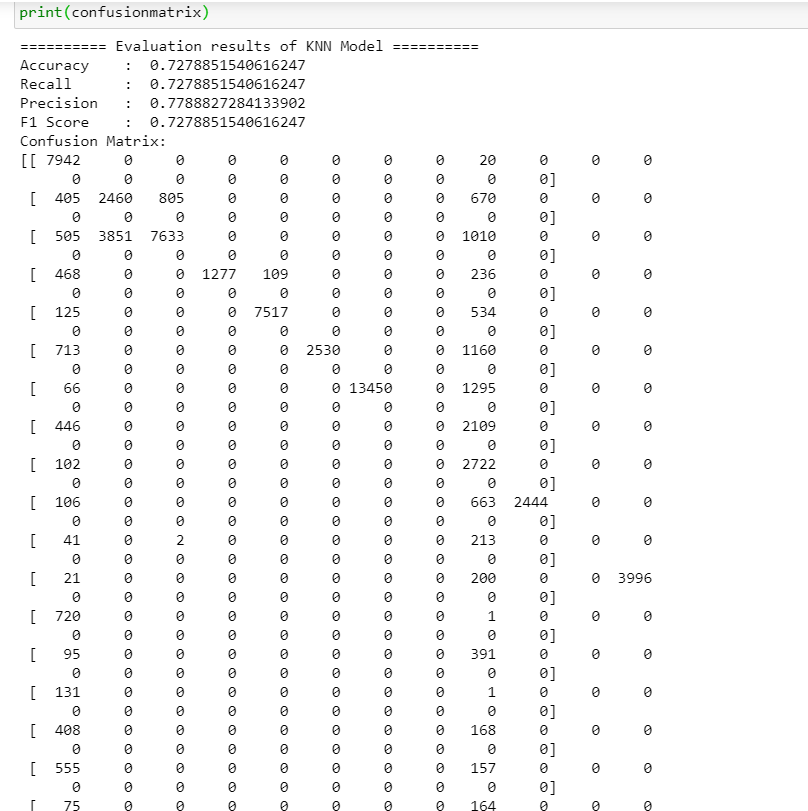 print(confusionmatrix)
========== Evaluation results of KNN Model ==========
Accuracy    :  0.7278851540616247
Recall      :  0.7278851540616247
Precision   :  0.7788827284133902
F1 Score    :  0.7278851540616247
Confusion Matrix:
[[ 7942     0     0     0     0     0     0     0    20     0     0     0
      0     0     0     0     0     0     0     0     0     0]
 [  405  2460   805     0     0     0     0     0   670     0     0     0
      0     0     0     0     0     0     0     0     0     0]
 [  505  3851  7633     0     0     0     0     0  1010     0     0     0
      0     0     0     0     0     0     0     0     0     0]
 [  468     0     0  1277   109     0     0     0   236     0     0     0
      0     0     0     0     0     0     0     0     0     0]
 [  125     0     0     0  7517     0     0     0   534     0     0     0
      0     0     0     0     0     0     0     0     0     0]
 [  713     0     0     0     0  2530     0     0  1160     0     0     0
      0     0     0     0     0     0     0     0     0     0]
 [   66     0     0     0     0     0 13450     0  1295     0     0     0
      0     0     0     0     0     0     0     0     0     0]
 [  446     0     0     0     0     0     0     0  2109     0     0     0
      0     0     0     0     0     0     0     0     0     0]
 [  102     0     0     0     0     0     0     0  2722     0     0     0
      0     0     0     0     0     0     0     0     0     0]
 [  106     0     0     0     0     0     0     0   663  2444     0     0
      0     0     0     0     0     0     0     0     0     0]
 [   41     0     2     0     0     0     0     0   213     0     0     0
      0     0     0     0     0     0     0     0     0     0]
 [   21     0     0     0     0     0     0     0   200     0     0  3996
      0     0     0     0     0     0     0     0     0     0]
 [  720     0     0     0     0     0     0     0     1     0     0     0
      0     0     0     0     0     0     0     0     0     0]
 [   95     0     0     0     0     0     0     0   391     0     0     0
      0     0     0     0     0     0     0     0     0     0]
 [  131     0     0     0     0     0     0     0     1     0     0     0
      0     0     0     0     0     0     0     0     0     0]
 [  408     0     0     0     0     0     0     0   168     0     0     0
      0     0     0     0     0     0     0     0     0     0]
 [  555     0     0     0     0     0     0     0   157     0     0     0
      0     0     0     0     0     0     0     0     0     0]
 [   75     0     0     0     0     0     0     0   164     0     0     0